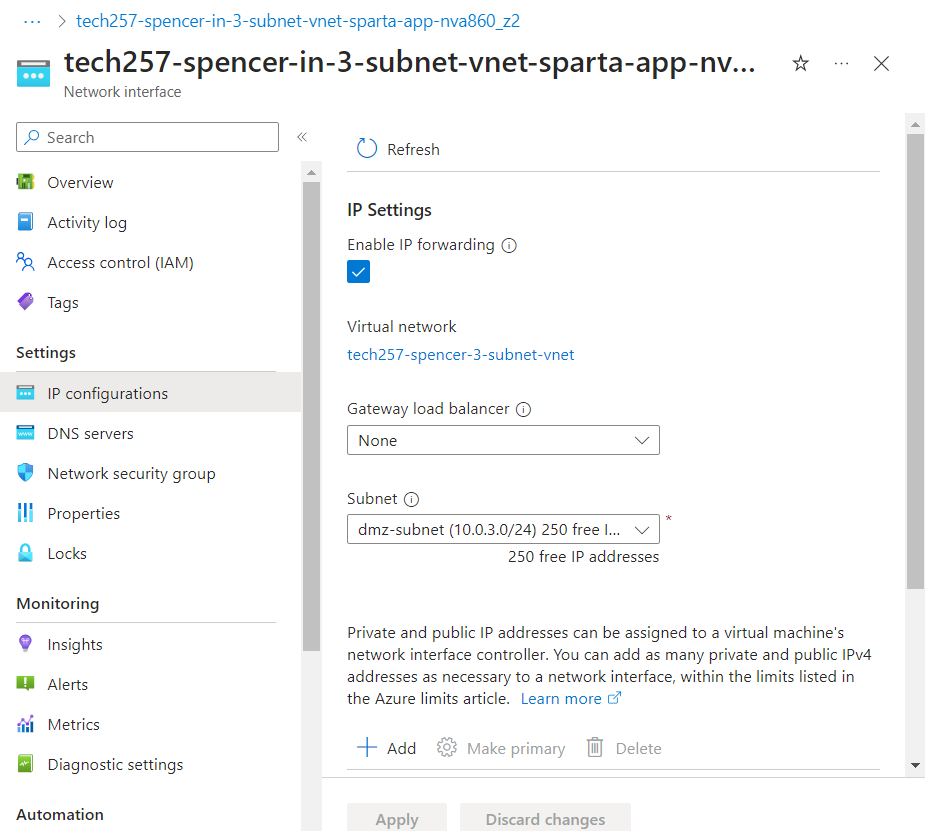 ··· > tech257-spencer-in-3-subnet-vnet-sparta-app-nva860_z2
tech257-spencer-in-3-subnet-vnet-sparta-app-nv...
Network interface
Search
Overview
Activity log
Access control (IAM)
Tags
Settings
IP configurations
DNS servers
Network security group
Properties
Locks
Monitoring
Insights
Alerts
Metrics
Diagnostic settings
Automation
Refresh
IP Settings
Enable IP forwarding
Virtual network
tech257-spencer-3-subnet-vnet
Gateway load balancer
None
Subnet
dmz-subnet (10.0.3.0/24) 250 free I... *
250 free IP addresses
Private and public IP addresses can be assigned to a virtual machine's
network interface controller. You can add as many private and public IPv4
addresses as necessary to a network interface, within the limits listed in
the Azure limits article. Learn more
Add Make primary Delete
Apply Discard changes